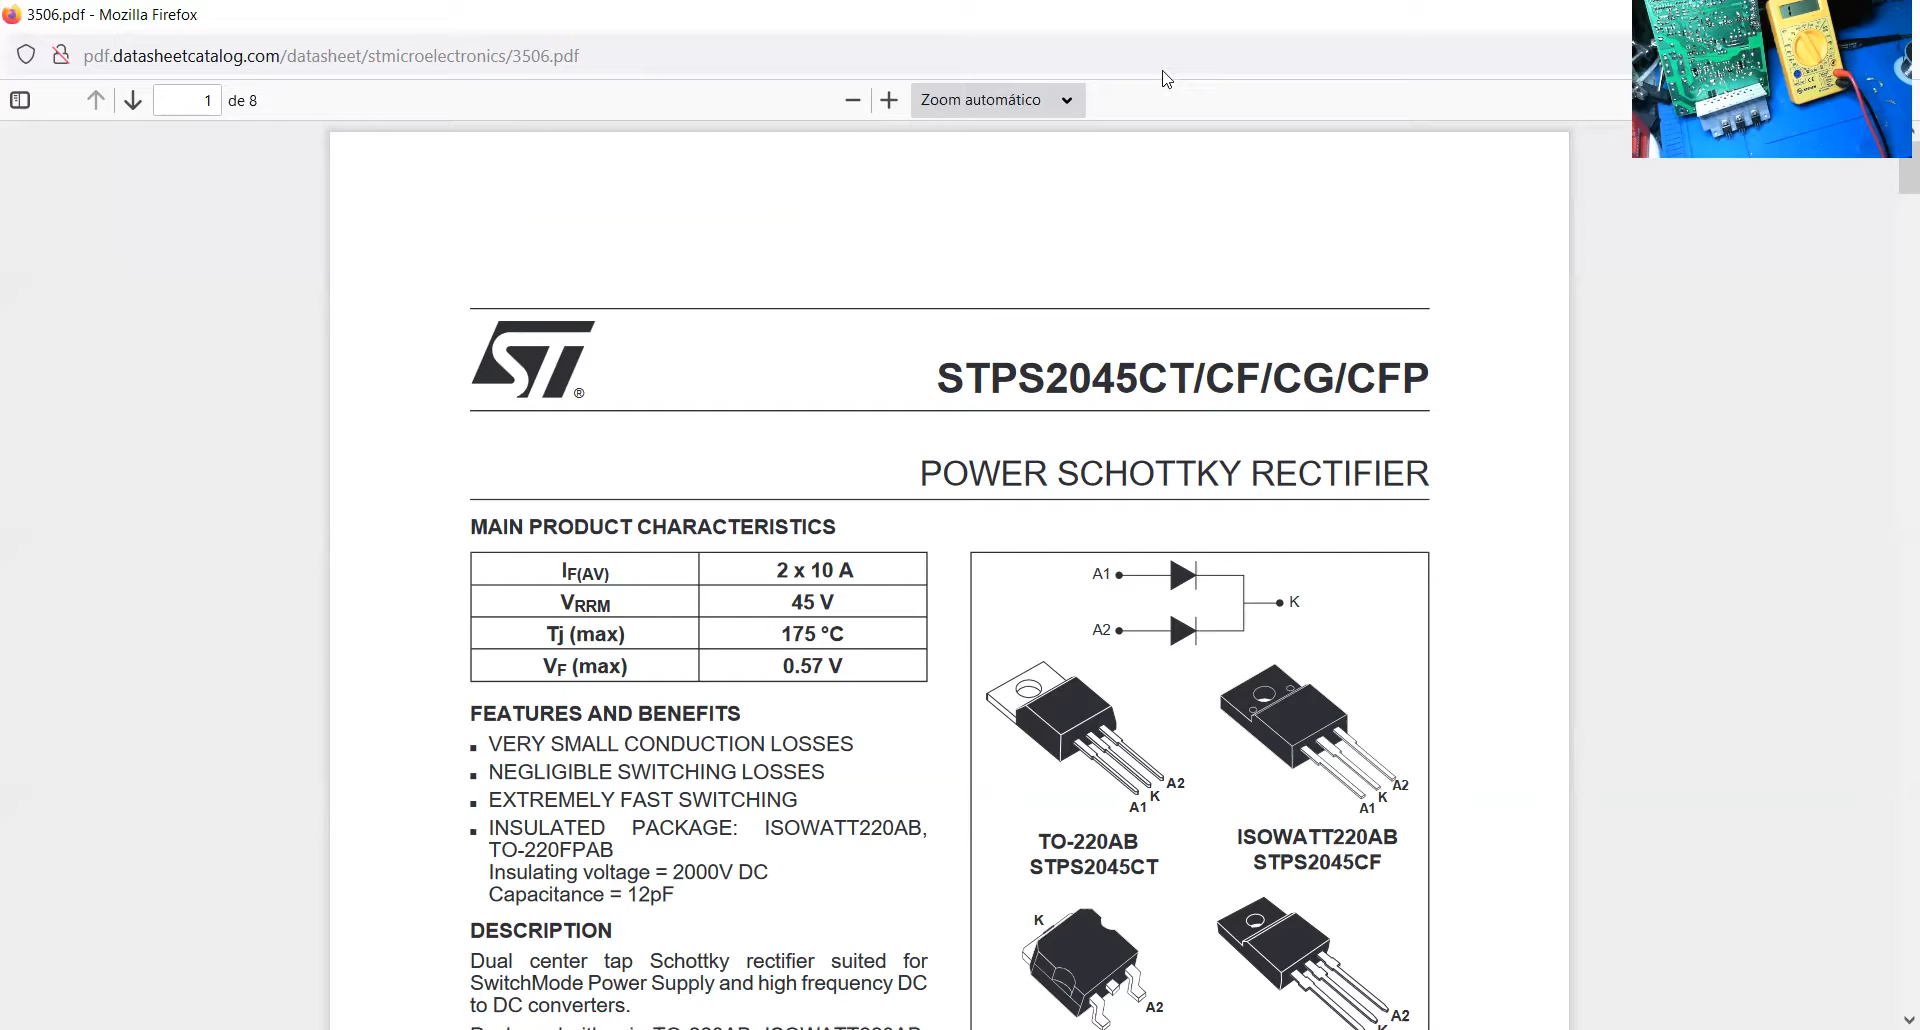 3506.pdf - Mozilla Firefox
pdf.datasheetcatalog.com/datasheet/stmicroelectronics/3506.pdf
1 de 8
Zoom automático
ST®
STPS2045CT/CF/CG/CFP
POWER SCHOTTKY RECTIFIER
MAIN PRODUCT CHARACTERISTICS
IF(AV) 2 x 10 A
VRRM 45 V
Tj (max) 175 °C
VF (max) 0.57 V
FEATURES AND BENEFITS
▪ VERY SMALL CONDUCTION LOSSES
▪ NEGLIGIBLE SWITCHING LOSSES
▪ EXTREMELY FAST SWITCHING
▪ INSULATED PACKAGE: ISOWATT220AB,
TO-220FPAB
Insulating voltage = 2000V DC
Capacitance = 12pF
DESCRIPTION
Dual center tap Schottky rectifier suited for
SwitchMode Power Supply and high frequency DC
to DC converters.
A1
K
A2
A2
K
A1
A2
K
A1
TO-220AB
STPS2045CT
ISOWATT220AB
STPS2045CF
K
A2
A2
K